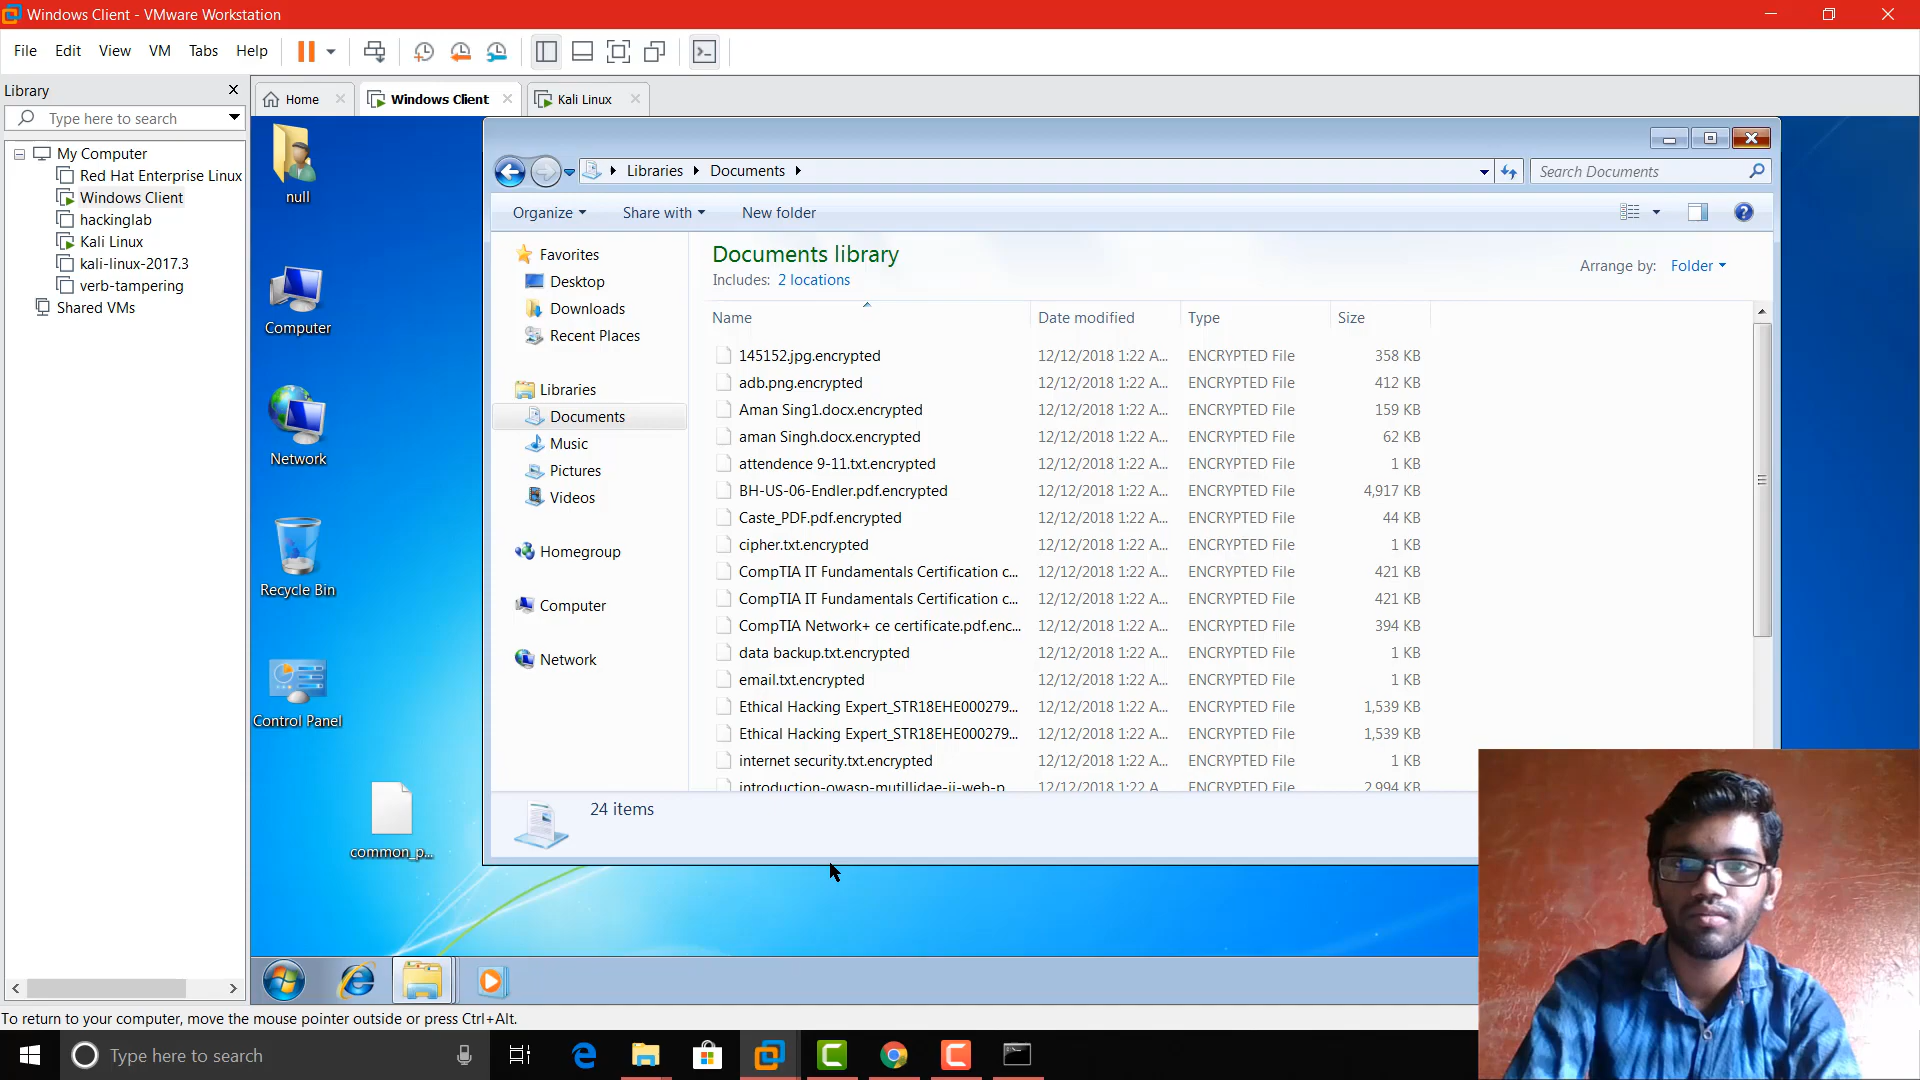 Windows Client - VMware Workstation
File Edit View VM Tabs Help
Library
Type here to search
My Computer
Red Hat Enterprise Linux
Windows Client
hackinglab
Kali Linux
kali-linux-2017.3
verb-tampering
Shared VMs
Home
Windows Client
Kali Linux
null
Computer
Network
Recycle Bin
Control Panel
common_p...
Libraries Documents
Search Documents
Organize Share with New folder
Favorites
Desktop
Downloads
Recent Places
Libraries
Documents
Music
Pictures
Videos
Homegroup
Computer
Network
Documents library
Includes: 2 locations
Arrange by: Folder
Name Date modified Type Size
145152.jpg.encrypted 12/12/2018 1:22 A... ENCRYPTED File 358 KB
adb.png.encrypted 12/12/2018 1:22 A... ENCRYPTED File 412 KB
Aman Sing1.docx.encrypted 12/12/2018 1:22 A... ENCRYPTED File 159 KB
aman Singh.docx.encrypted 12/12/2018 1:22 A... ENCRYPTED File 62 KB
attendence 9-11.txt.encrypted 12/12/2018 1:22 A... ENCRYPTED File 1 KB
BH-US-06-Endler.pdf.encrypted 12/12/2018 1:22 A... ENCRYPTED File 4,917 KB
Caste_PDF.pdf.encrypted 12/12/2018 1:22 A... ENCRYPTED File 44 KB
cipher.txt.encrypted 12/12/2018 1:22 A... ENCRYPTED File 1 KB
CompTIA IT Fundamentals Certification c... 12/12/2018 1:22 A... ENCRYPTED File 421 KB
CompTIA IT Fundamentals Certification c... 12/12/2018 1:22 A... ENCRYPTED File 421 KB
CompTIA Network+ ce certificate.pdf.enc... 12/12/2018 1:22 A... ENCRYPTED File 394 KB
data backup.txt.encrypted 12/12/2018 1:22 A... ENCRYPTED File 1 KB
email.txt.encrypted 12/12/2018 1:22 A... ENCRYPTED File 1 KB
Ethical Hacking Expert_STR18EHE000279... 12/12/2018 1:22 A... ENCRYPTED File 1,539 KB
Ethical Hacking Expert_STR18EHE000279... 12/12/2018 1:22 A... ENCRYPTED File 1,539 KB
internet security.txt.encrypted 12/12/2018 1:22 A... ENCRYPTED File 1 KB
introduction-owasp-mutillidae-ii-web-p... 12/12/2018 1:22 A... ENCRYPTED File 2,994 KB
24 items
To return to your computer, move the mouse pointer outside or press Ctrl+Alt.
Type here to search